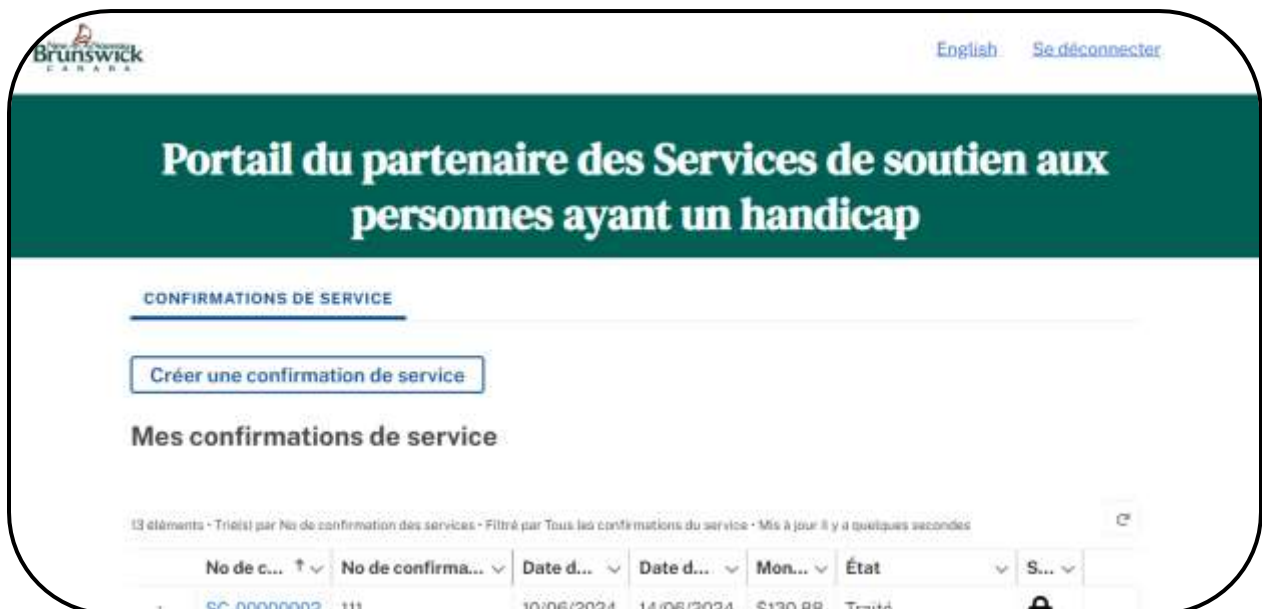 Brunswick
CANADA
English Se déconnecter
Portail du partenaire des Services de soutien aux
personnes ayant un handicap
CONFIRMATIONS DE SERVICE
Créer une confirmation de service
Mes confirmations de service
13 éléments • Trié(s) par No de confirmation des services • Filtré par Tous les confirmations du service • Mis à jour il y a quelques secondes
No de c... No de confirma... Date d... Date d... Mon... État S...
SC-00000002 111 10/06/2024 14/06/2024 $130.88 Traité